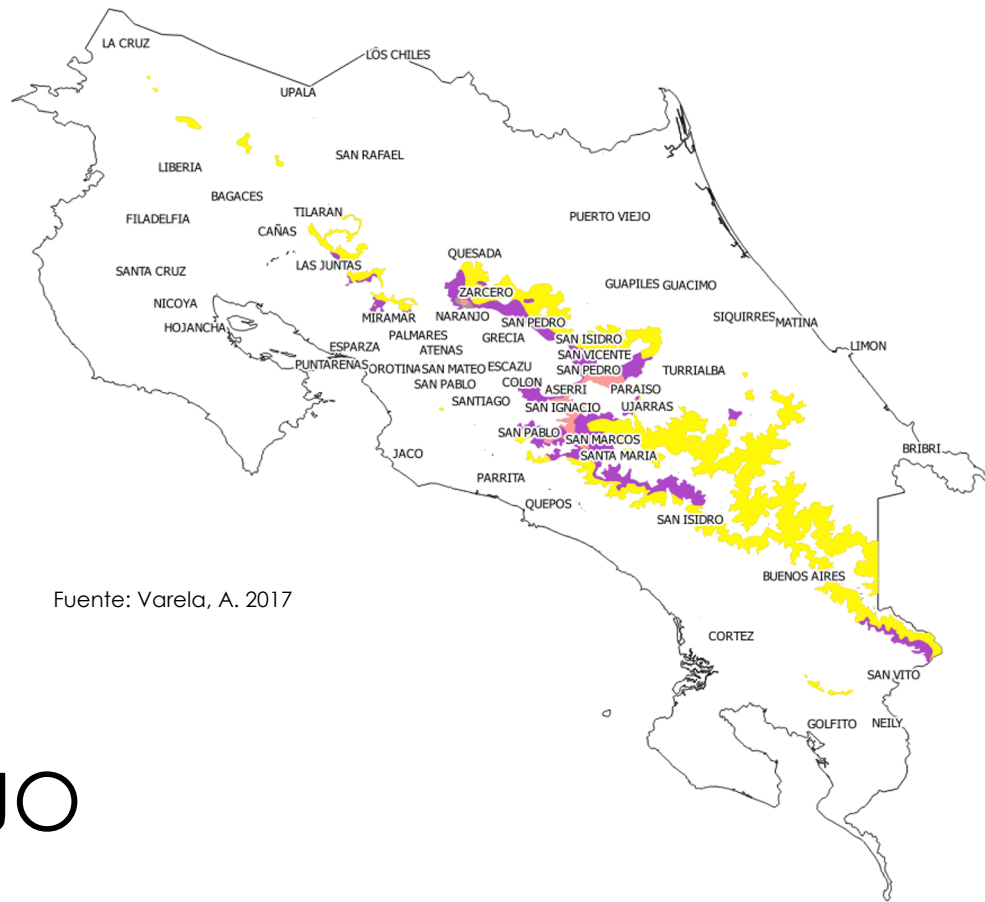 LA CRUZ
LOS CHILES
UPALA
SAN RAFAEL
LIBERIA
BAGACES
TILARAN
FILADELFIA
CAÑAS
PUERTO VIEJO
QUESADA
LAS JUNTAS
SANTA CRUZ
GUAPILES GUACIMO
ZARCERO
NICOYA
MIRAMAR
NARANJO
SAN PEDRO
SIQUIRRES
MATINA
HOJANCHA
PALMARES
GRECIA
SAN ISIDRO
ESPARZA
ATENAS
SAN VICENTE
LIMON
PUNTARENAS
OROTINA
SAN MATEO
ESCAZU
SAN PEDRO
TURRIALBA
SAN PABLO
COLON
ASERRI
PARAISO
SANTIAGO
SAN IGNACIO
UJARRAS
SAN PABLO
SAN MARCOS
JACO
SANTA MARIA
BRIBRI
PARRITA
QUEPOS
SAN ISIDRO
BUENOS AIRES
Fuente: Varela, A. 2017
CORTEZ
SAN VITO
GOLFITO
NEILY
JO